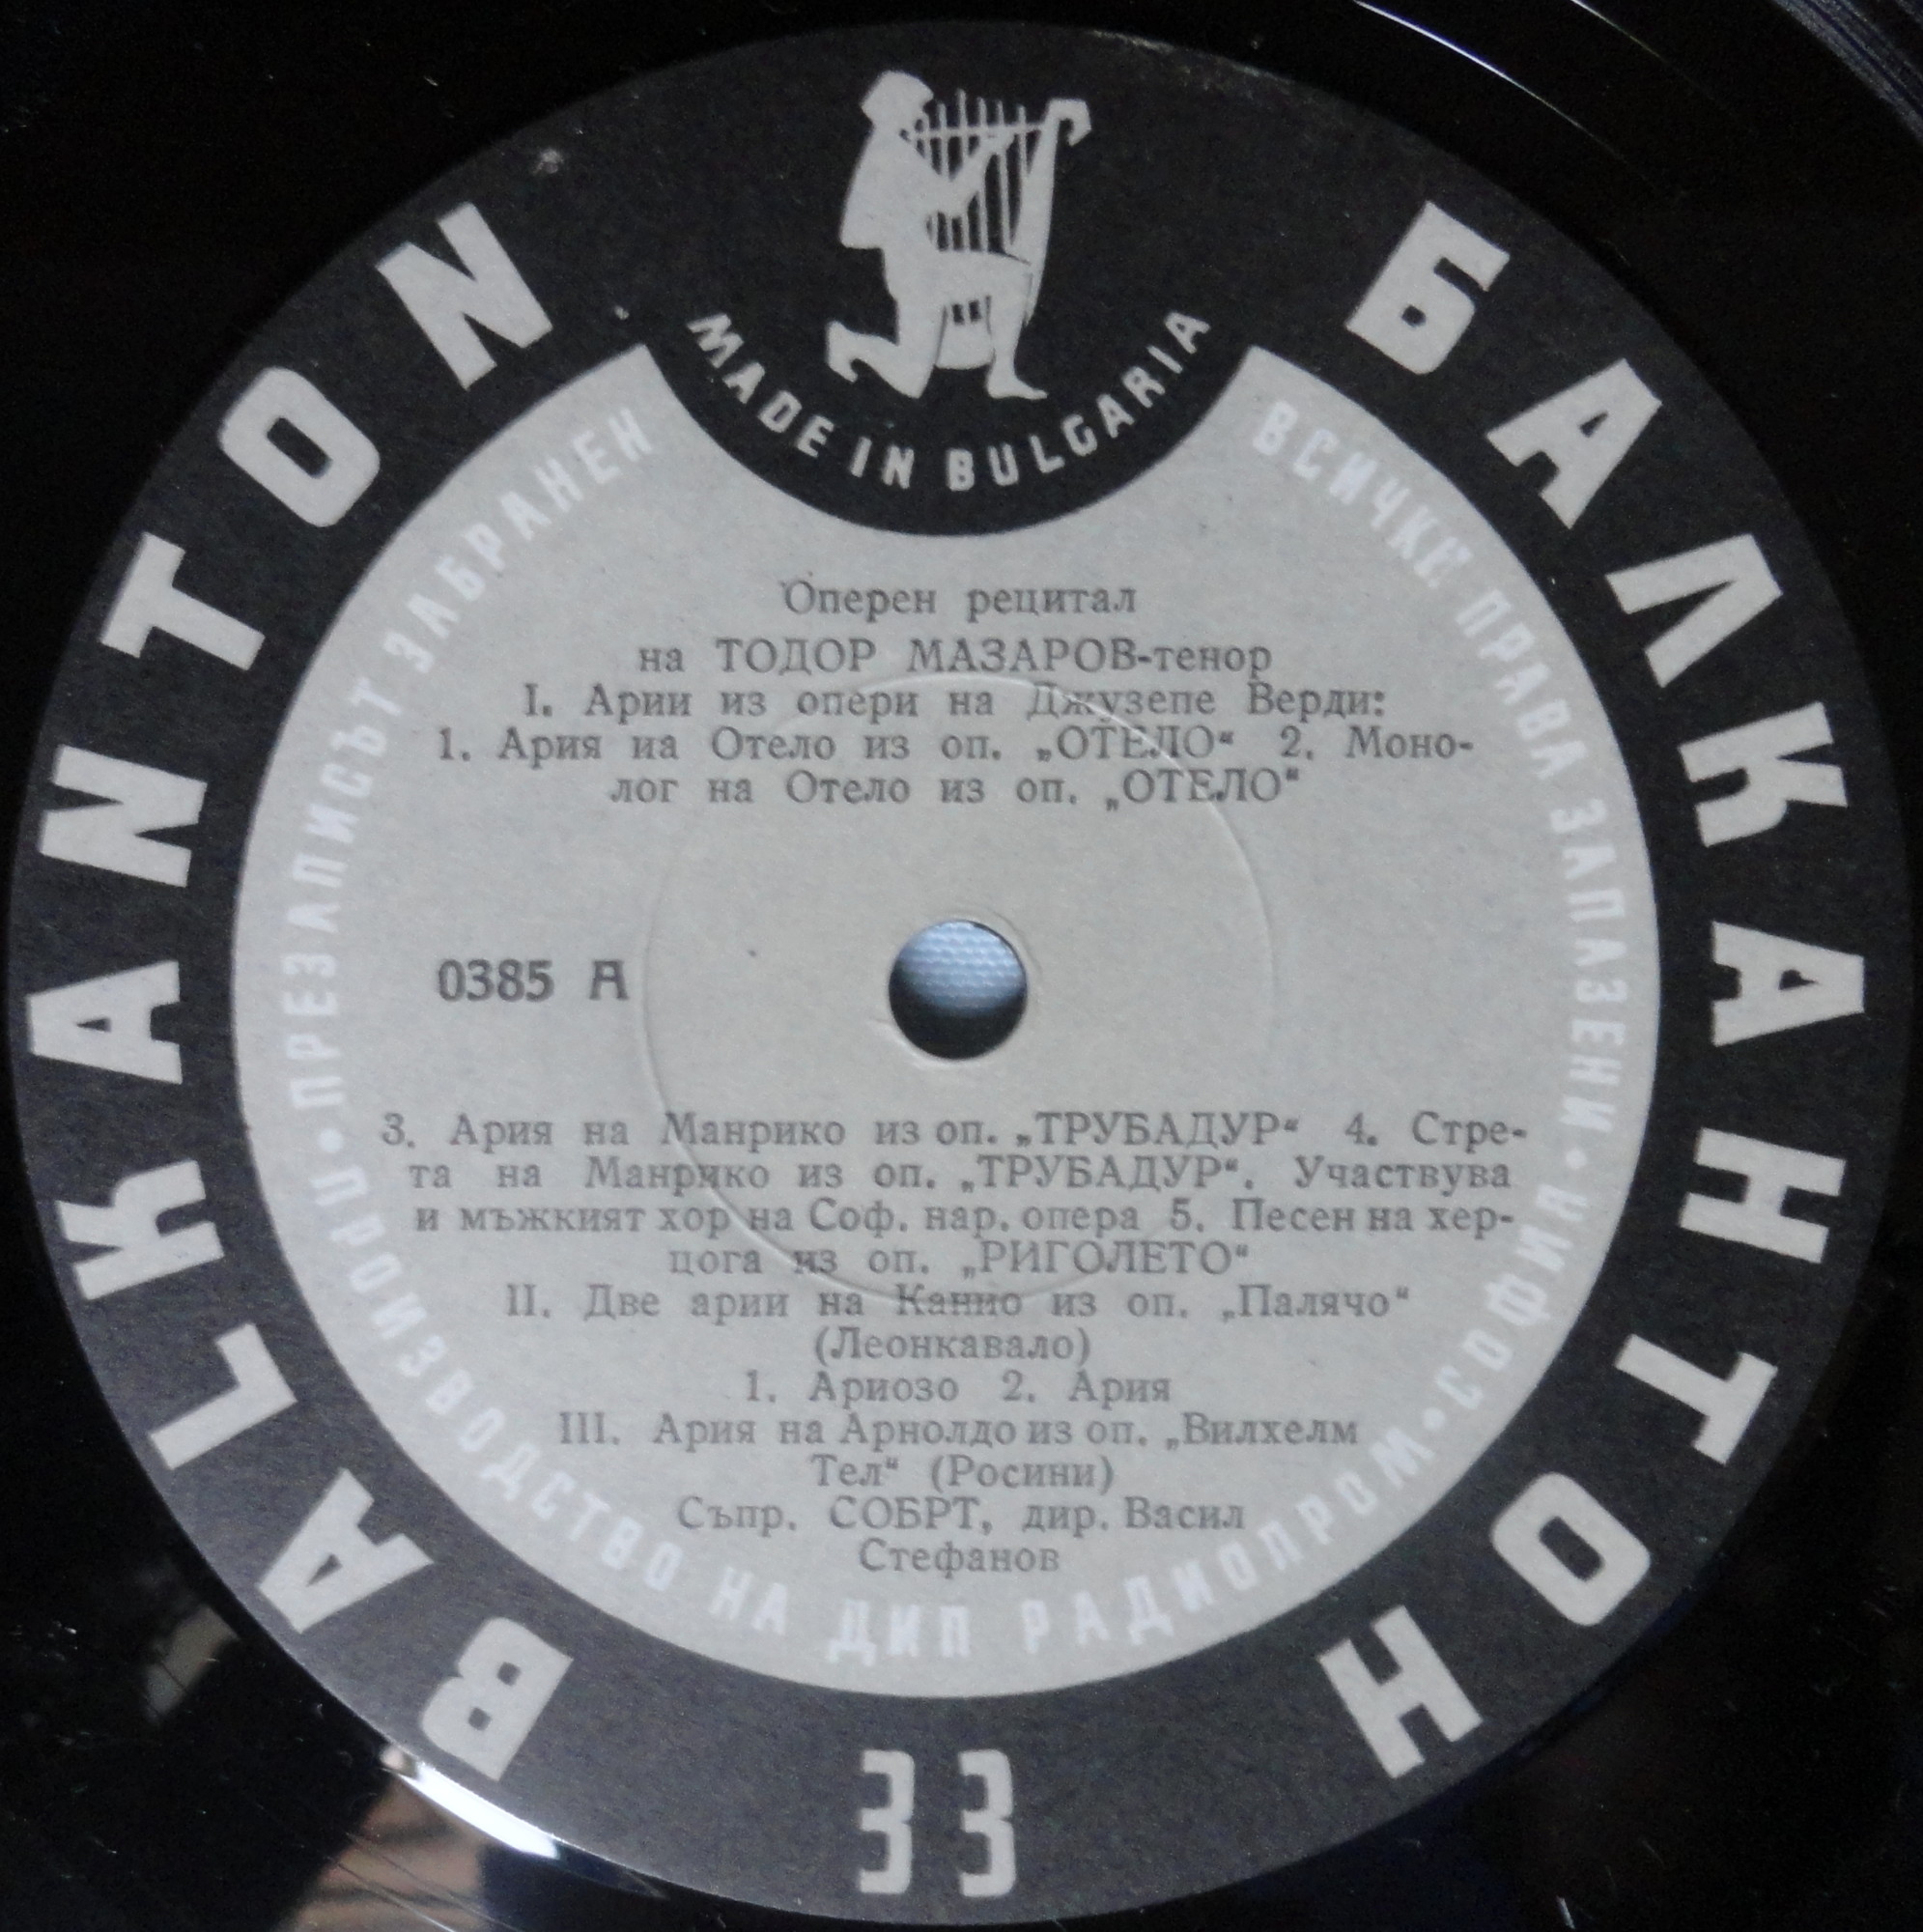 BALKANTON
БАЛКАНТОН
MADE IN BULGARIA
ПРЕЗАПИСЪТ ЗАБРАНЕН
ВСИЧКИ ПРАВА ЗАПАЗЕНИ • СОФИЯ •
ПРОИЗВОДСТВО НА ДИП РАДИОПРОМ •
Оперен рецитал
на ТОДОР МАЗАРОВ-тенор
I. Арии из опери на Джузепе Верди:
1. Ария иа Отело из оп. „ОТЕЛО“ 2. Моно-
лог на Отело из оп. „ОТЕЛО“
0385 А
3. Ария на Манрико из оп. „ТРУБАДУР“ 4. Стре-
та на Манрико из оп. „ТРУБАДУР“. Участвува
и мъжкият хор на Соф. нар. опера 5. Песен на хер-
цога из оп. „РИГОЛЕТО“
II. Две арии на Канио из оп. „Палячо“
(Леонкавало)
1. Ариозо 2. Ария
III. Ария на Арнолдо из оп. „Вилхелм
Тел“ (Росини)
Съпр. СОБРТ, дир. Васил
Стефанов
33